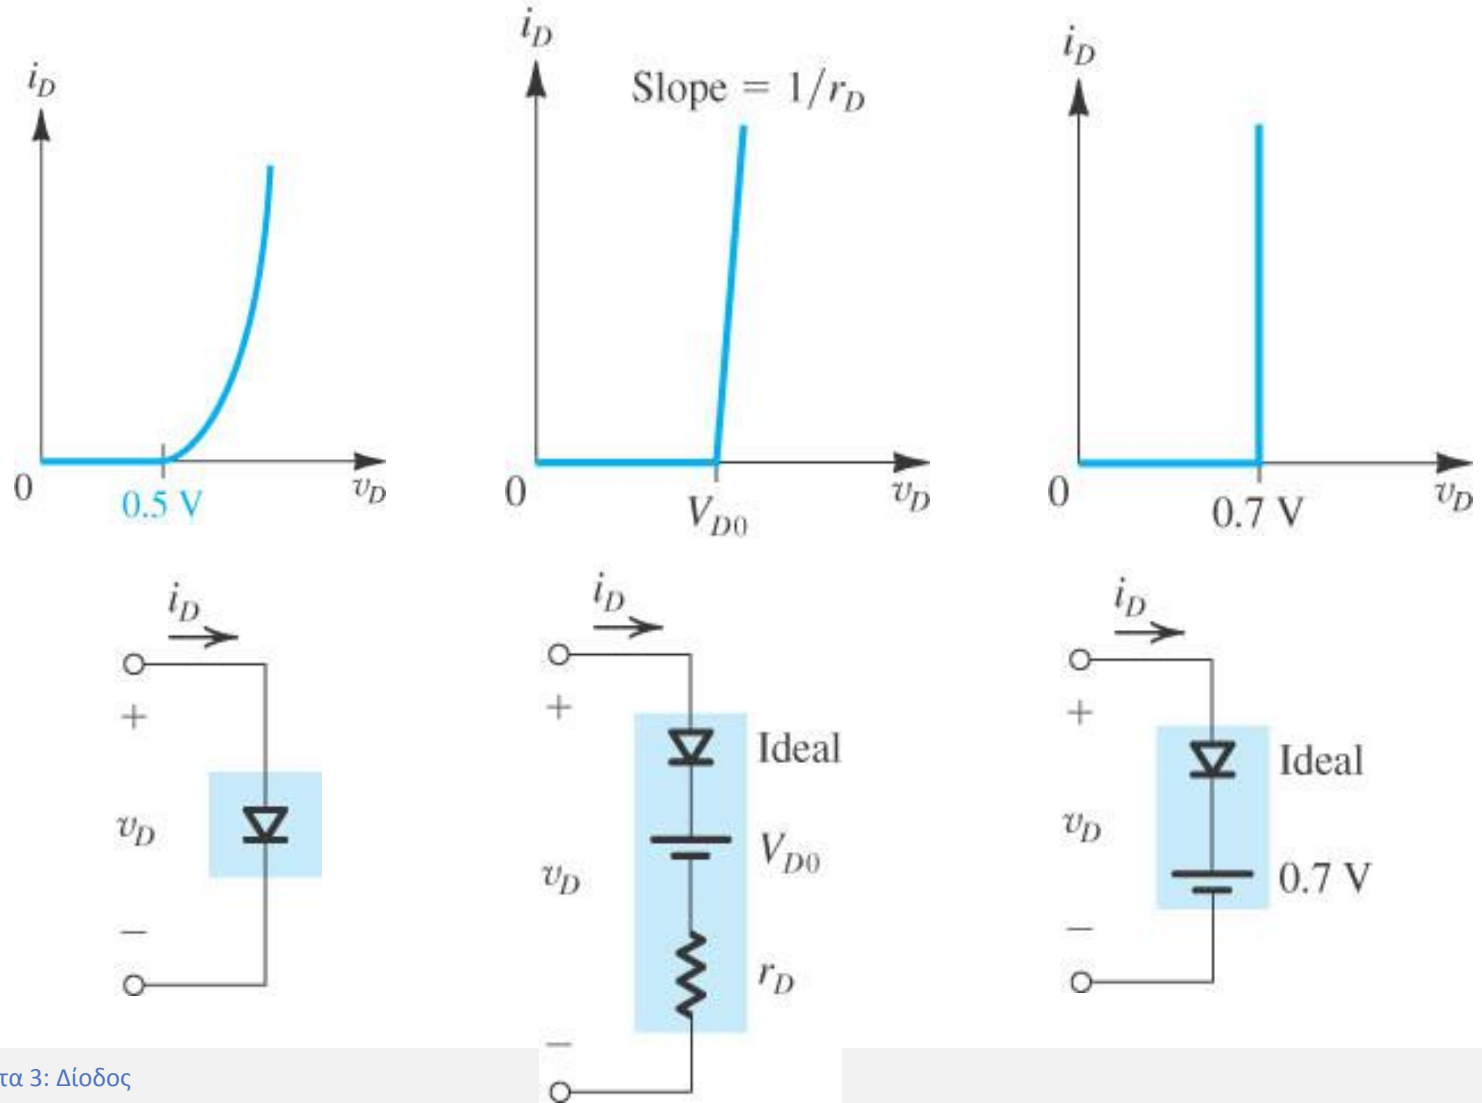 i_D
i_D
i_D
Slope = 1/r_D
0
0.5 V
v_D
0
V_D0
v_D
0
0.7 V
v_D
i_D
+
v_D
−
i_D
+
v_D
−
Ideal
V_D0
r_D
i_D
+
v_D
−
Ideal
0.7 V
τα 3: Δίοδος